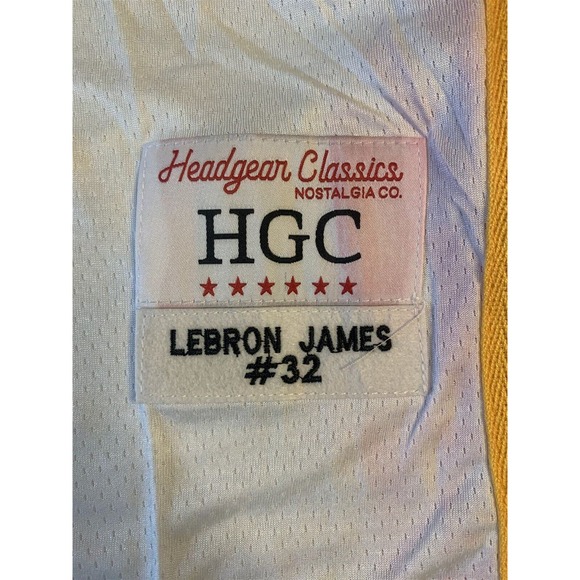 Headgear Classics
NOSTALGIA CO.
HGC
LEBRON JAMES
#32